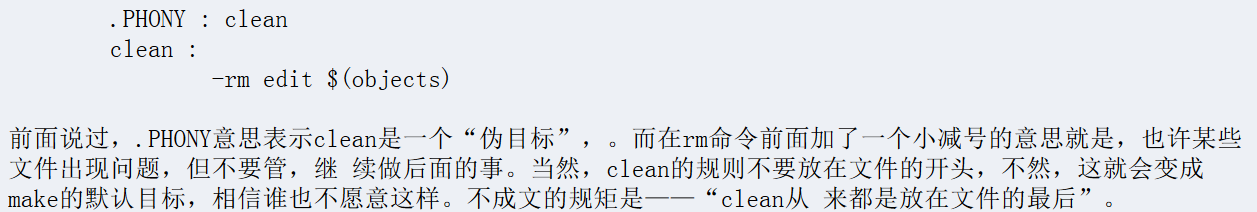 .PHONY : clean
clean :
-rm edit $(objects)
前面说过，.PHONY意思表示clean是一个“伪目标”，。而在rm命令前面加了一个小减号的意思就是，也许某些
文件出现问题，但不要管，继 续做后面的事。当然，clean的规则不要放在文件的开头，不然，这就会变成
make的默认目标，相信谁也不愿意这样。不成文的规矩是——“clean从 来都是放在文件的最后”。